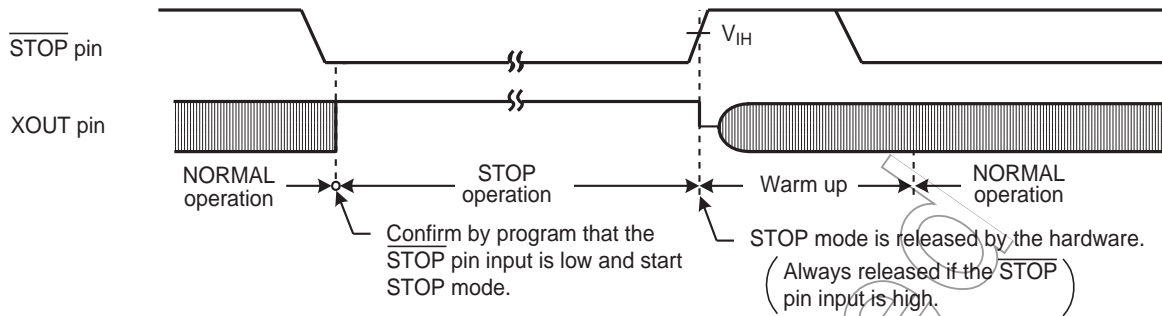 STOP pin
VIH
XOUT pin
NORMAL
operation
STOP
operation
Warm up
NORMAL
operation
Confirm by program that the
STOP pin input is low and start
STOP mode.
STOP mode is released by the hardware.
Always released if the STOP
pin input is high.